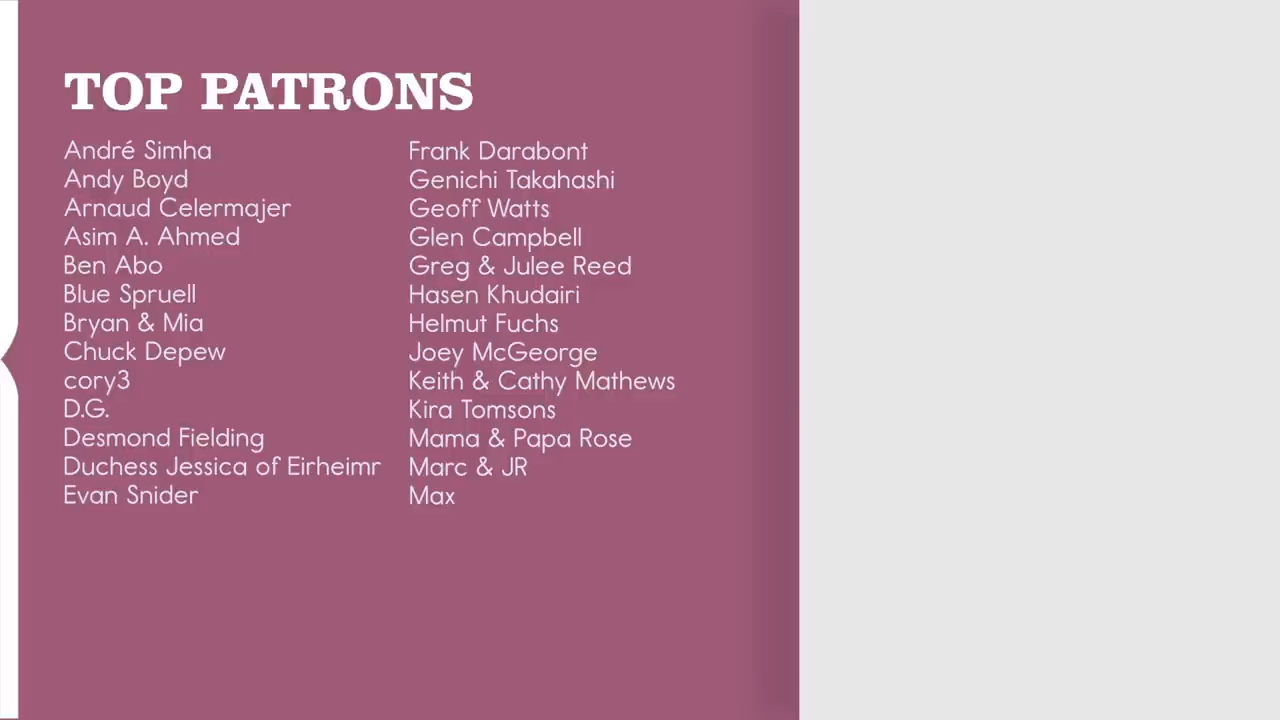 TOP PATRONS
André Simha
Andy Boyd
Arnaud Celermajer
Asim A. Ahmed
Ben Abo
Blue Spruell
Bryan & Mia
Chuck Depew
cory3
D.G.
Desmond Fielding
Duchess Jessica of Eirheimr
Evan Snider
Frank Darabont
Genichi Takahashi
Geoff Watts
Glen Campbell
Greg & Julee Reed
Hasen Khudairi
Helmut Fuchs
Joey McGeorge
Keith & Cathy Mathews
Kira Tomsons
Mama & Papa Rose
Marc & JR
Max